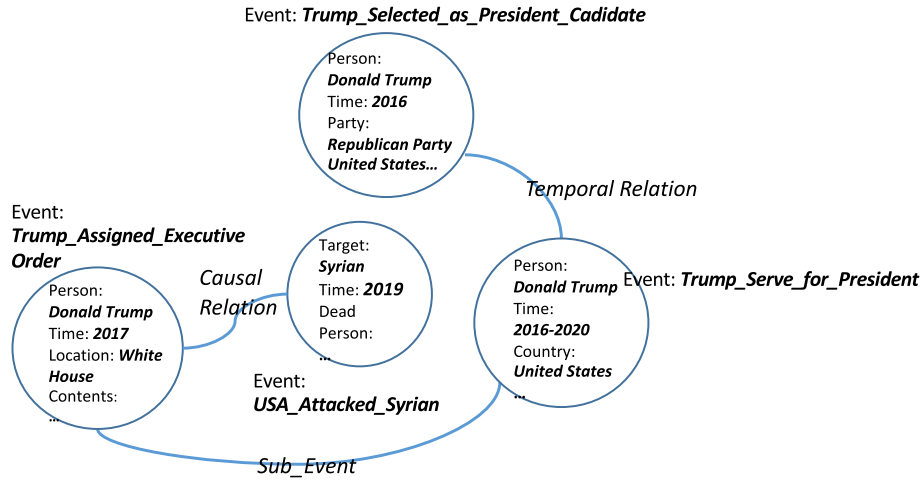 Event: Trump_Selected_as_President_Cadidate
Person:
Donald Trump
Time: 2016
Party:
Republican Party
United States...
Temporal Relation
Event:
Trump_Assigned_Executive
Order
Person:
Donald Trump
Time: 2017
Location: White
House
Contents:
...
Causal
Relation
Target:
Syrian
Time: 2019
Dead
Person:
...
Event:
USA_Attacked_Syrian
Person:
Donald Trump
Time:
2016-2020
Country:
United States
...
Event: Trump_Serve_for_President
Sub_Event